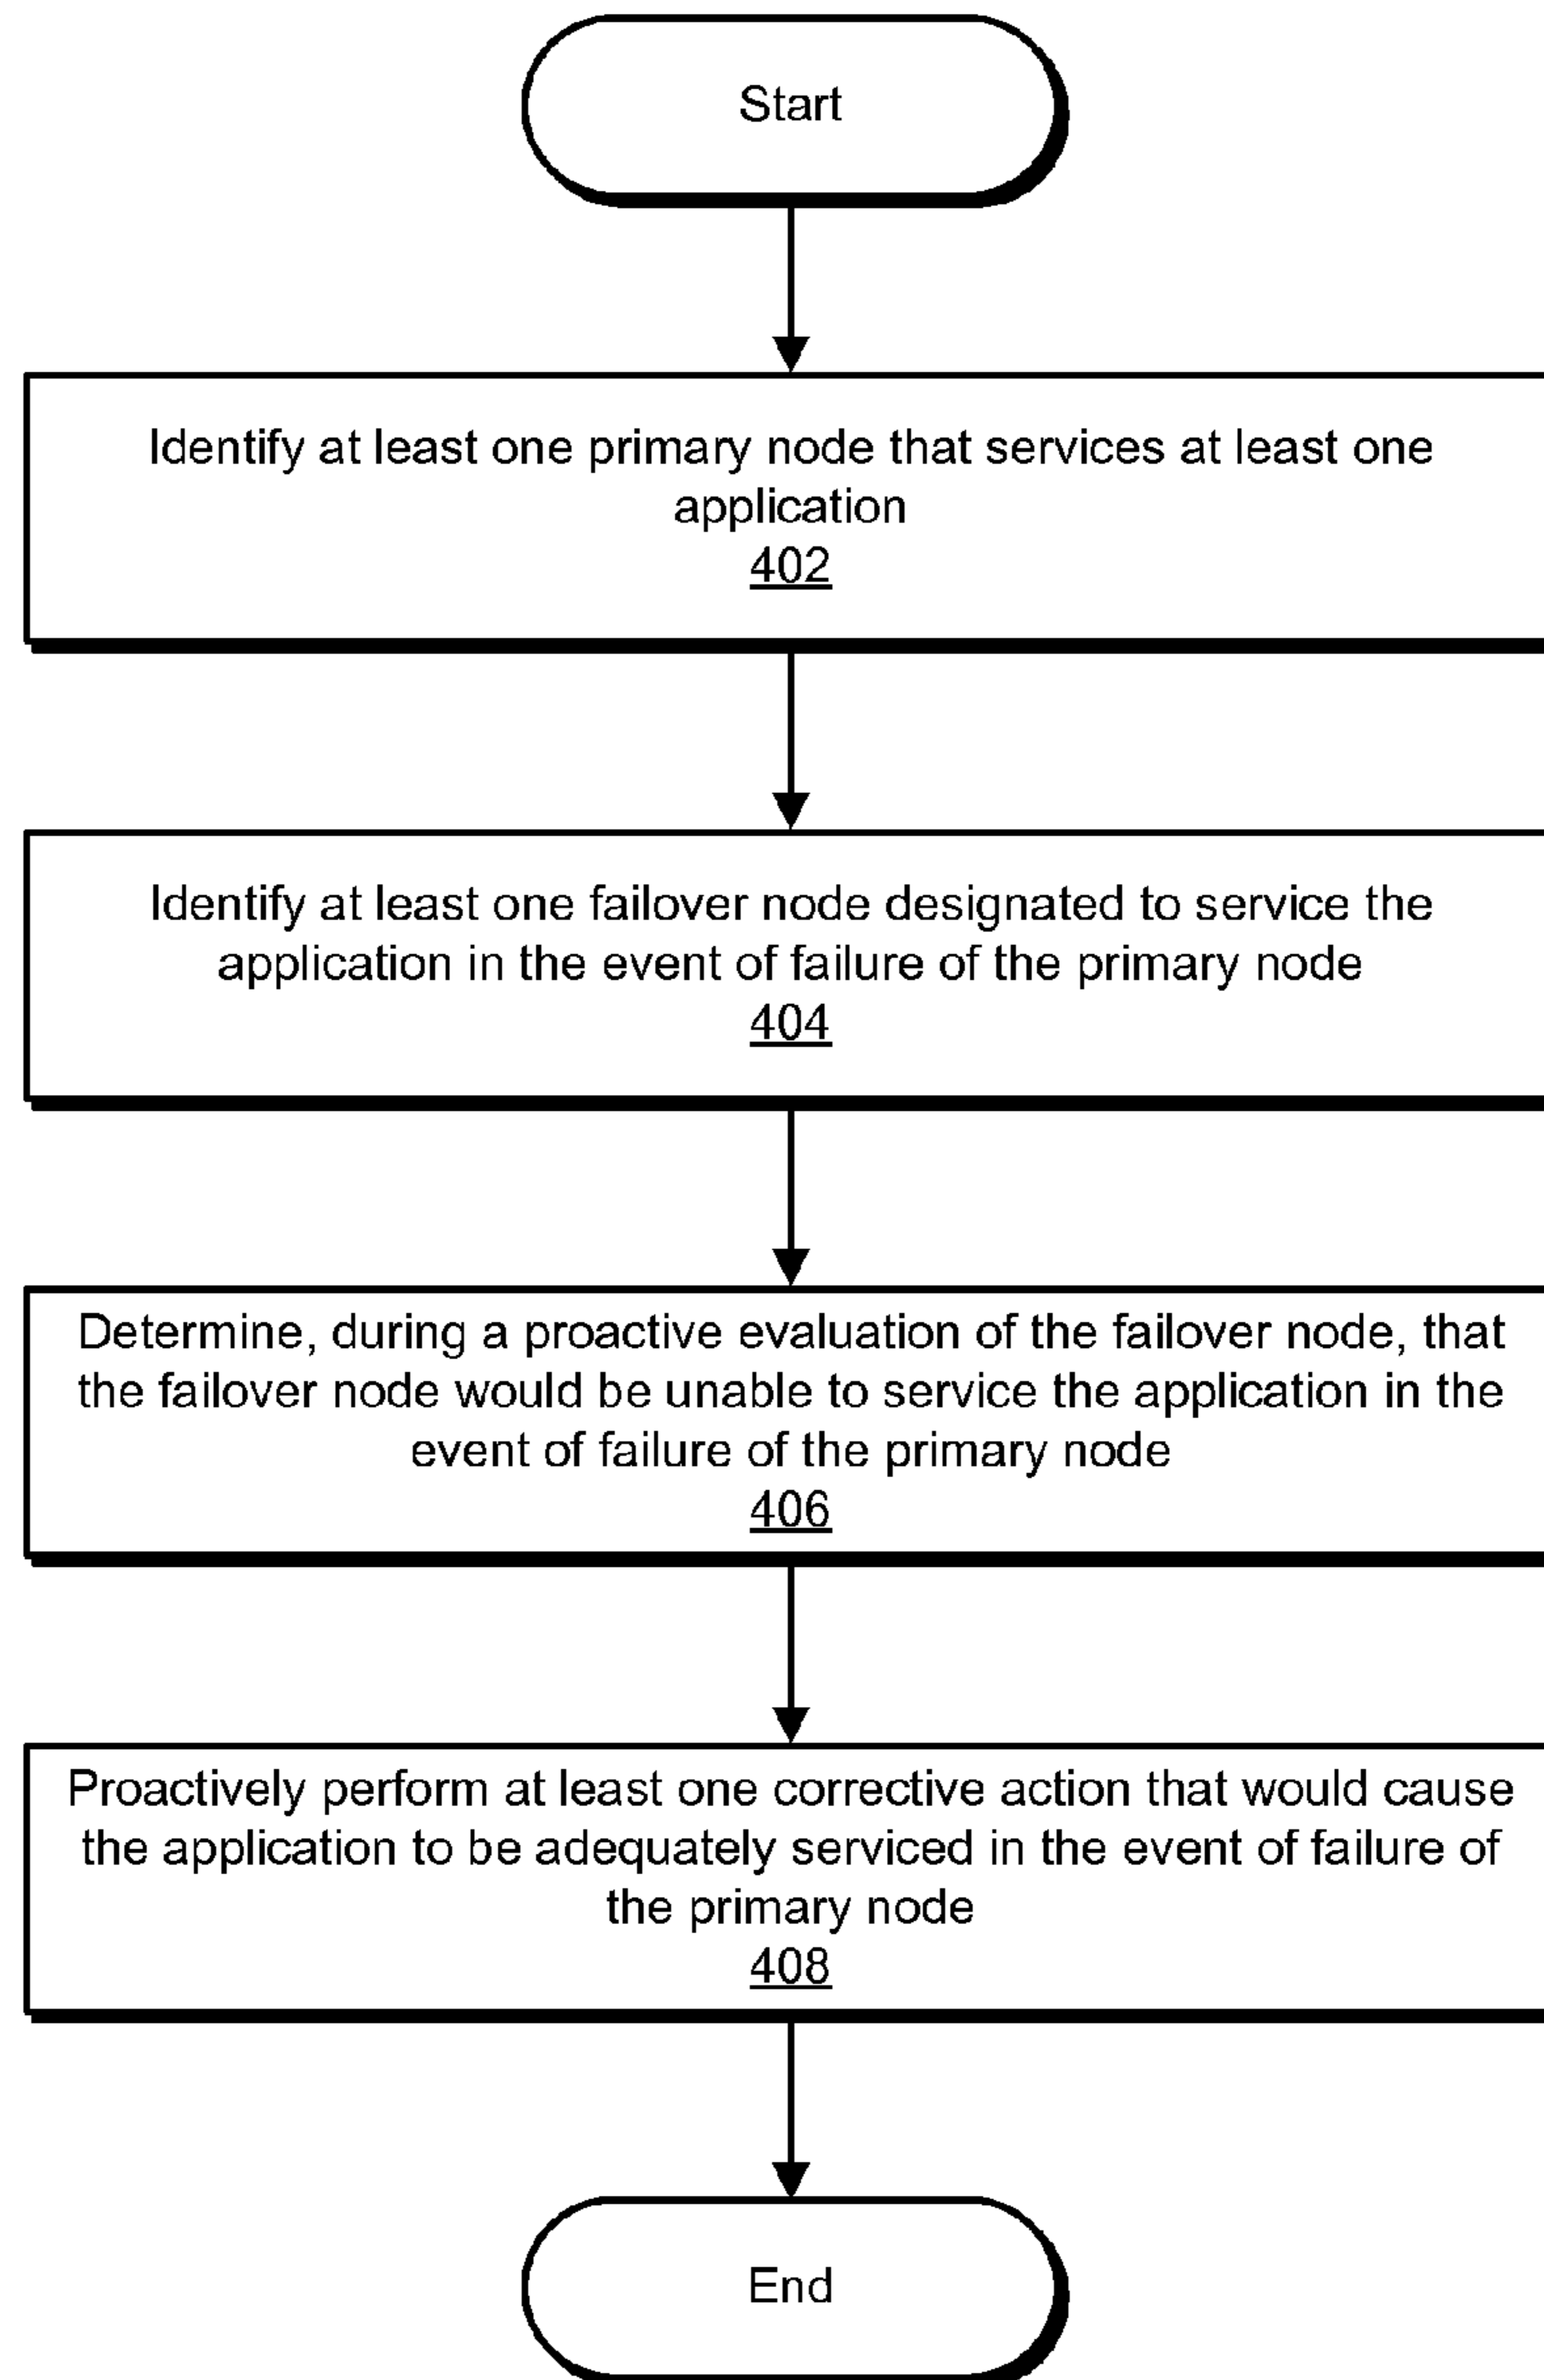 Start
Identify at least one primary node that services at least one
application
402
Identify at least one failover node designated to service the
application in the event of failure of the primary node
404
Determine, during a proactive evaluation of the failover node, that
the failover node would be unable to service the application in the
event of failure of the primary node
406
Proactively perform at least one corrective action that would cause
the application to be adequately serviced in the event of failure of
the primary node
408
End